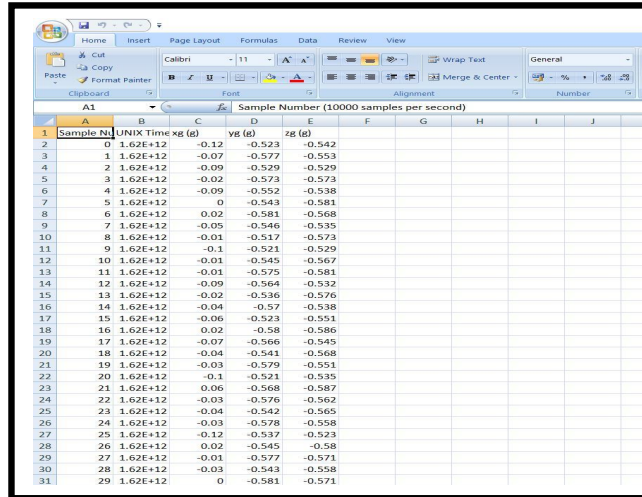 Home Insert Page Layout Formulas Data Review View
Cut
Copy
Paste
Format Painter
Clipboard
Calibri 11 A A
B I U A
Font
Wrap Text
Merge & Center
Alignment
General
% ,
Number
A1 fx Sample Number (10000 samples per second)
A B C D E F G H I J
1 Sample Nu UNIX Time xg (g) yg (g) zg (g)
2 0 1.62E+12 -0.12 -0.523 -0.542
3 1 1.62E+12 -0.07 -0.577 -0.553
4 2 1.62E+12 -0.09 -0.529 -0.529
5 3 1.62E+12 -0.02 -0.573 -0.573
6 4 1.62E+12 -0.09 -0.552 -0.538
7 5 1.62E+12 0 -0.543 -0.581
8 6 1.62E+12 0.02 -0.581 -0.568
9 7 1.62E+12 -0.05 -0.546 -0.535
10 8 1.62E+12 -0.01 -0.517 -0.573
11 9 1.62E+12 -0.1 -0.521 -0.529
12 10 1.62E+12 -0.01 -0.545 -0.567
13 11 1.62E+12 -0.01 -0.575 -0.581
14 12 1.62E+12 -0.09 -0.564 -0.532
15 13 1.62E+12 -0.02 -0.536 -0.576
16 14 1.62E+12 -0.04 -0.57 -0.538
17 15 1.62E+12 -0.06 -0.523 -0.551
18 16 1.62E+12 0.02 -0.58 -0.586
19 17 1.62E+12 -0.07 -0.566 -0.545
20 18 1.62E+12 -0.04 -0.541 -0.568
21 19 1.62E+12 -0.03 -0.579 -0.551
22 20 1.62E+12 -0.1 -0.521 -0.535
23 21 1.62E+12 0.06 -0.568 -0.587
24 22 1.62E+12 -0.03 -0.576 -0.562
25 23 1.62E+12 -0.04 -0.542 -0.565
26 24 1.62E+12 -0.03 -0.578 -0.558
27 25 1.62E+12 -0.12 -0.537 -0.523
28 26 1.62E+12 0.02 -0.545 -0.58
29 27 1.62E+12 -0.01 -0.577 -0.571
30 28 1.62E+12 -0.03 -0.543 -0.558
31 29 1.62E+12 0 -0.581 -0.571